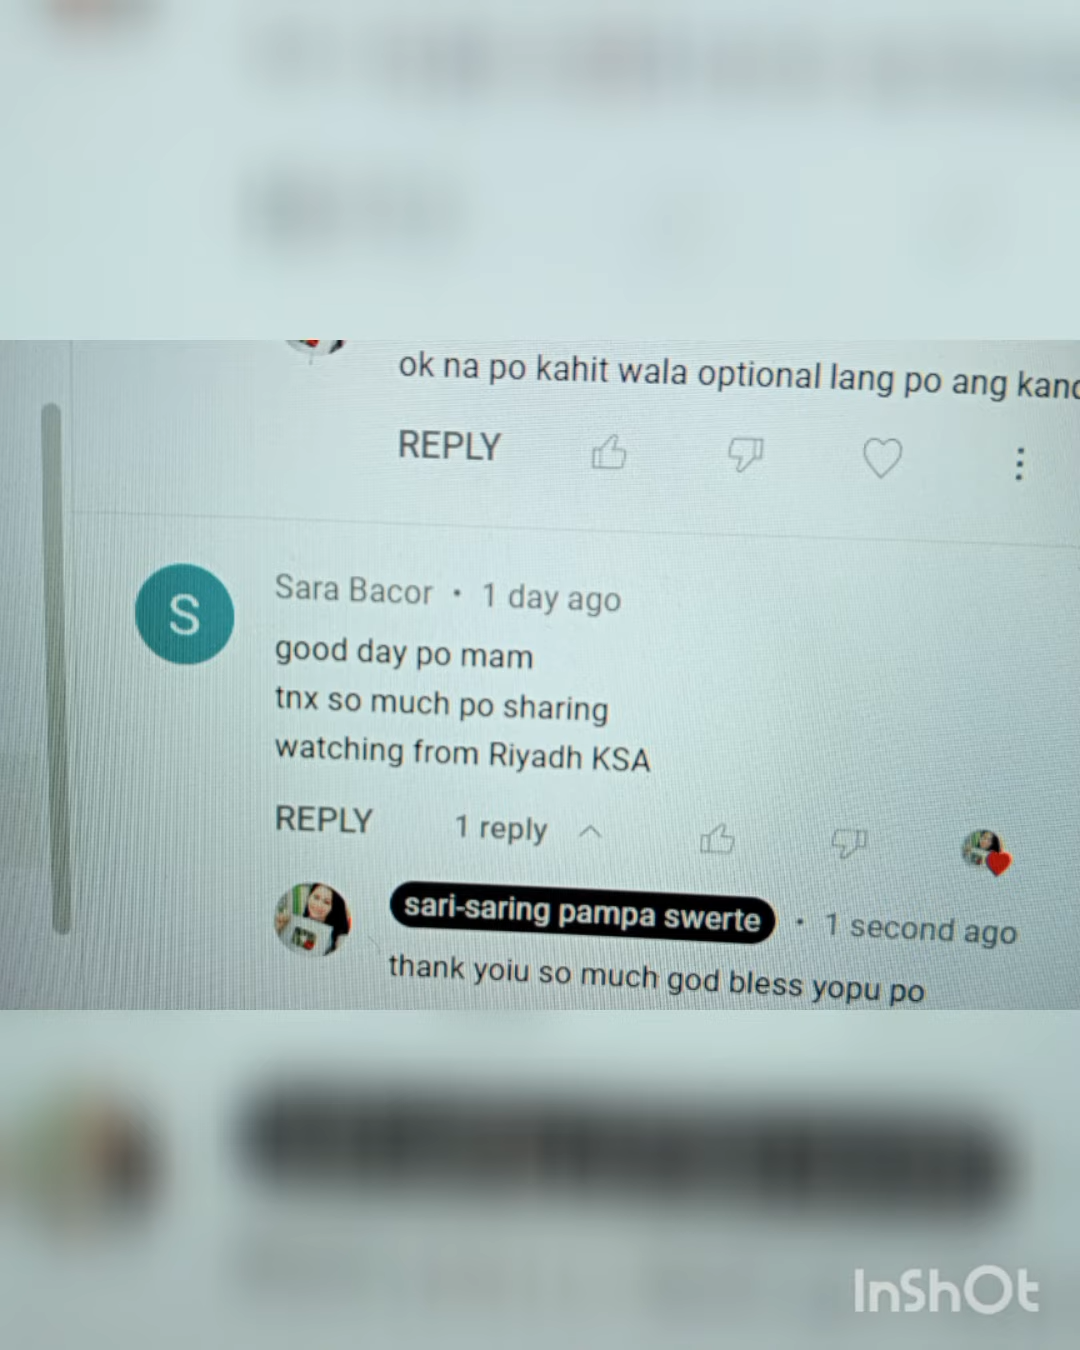 ok na po kahit wala optional lang po ang
REPLY
Sara Bacor • 1 day ago
S
good day po mam
tnx so much po sharing
watching from Riyadh KSA
REPLY 1 reply
sari-saring pampa swerte • 1 second ago
thank yoiu so much god bless yopu po
InShOt